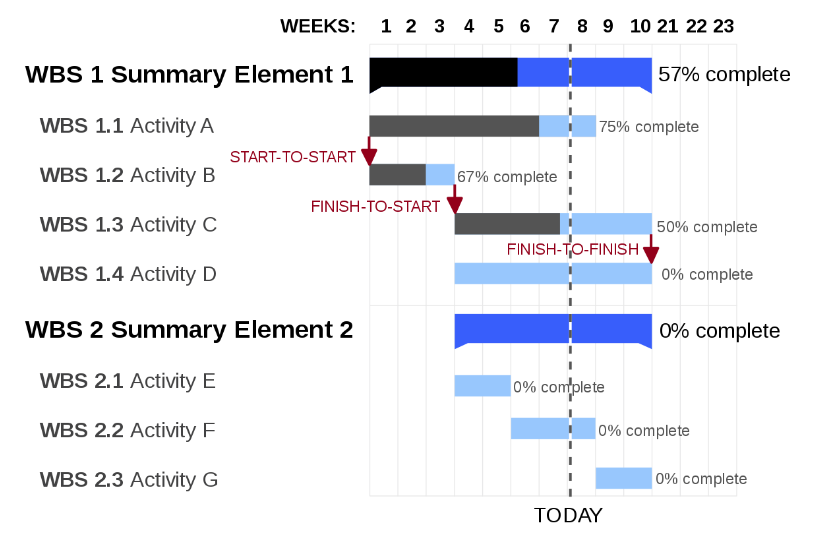 WEEKS: 1 2 3 4 5 6 7 8 9 10 21 22 23
WBS 1 Summary Element 1 57% complete
WBS 1.1 Activity A 75% complete
START-TO-START
WBS 1.2 Activity B 67% complete
FINISH-TO-START
WBS 1.3 Activity C 50% complete
FINISH-TO-FINISH
WBS 1.4 Activity D 0% complete
WBS 2 Summary Element 2 0% complete
WBS 2.1 Activity E 0% complete
WBS 2.2 Activity F 0% complete
WBS 2.3 Activity G 0% complete
TODAY